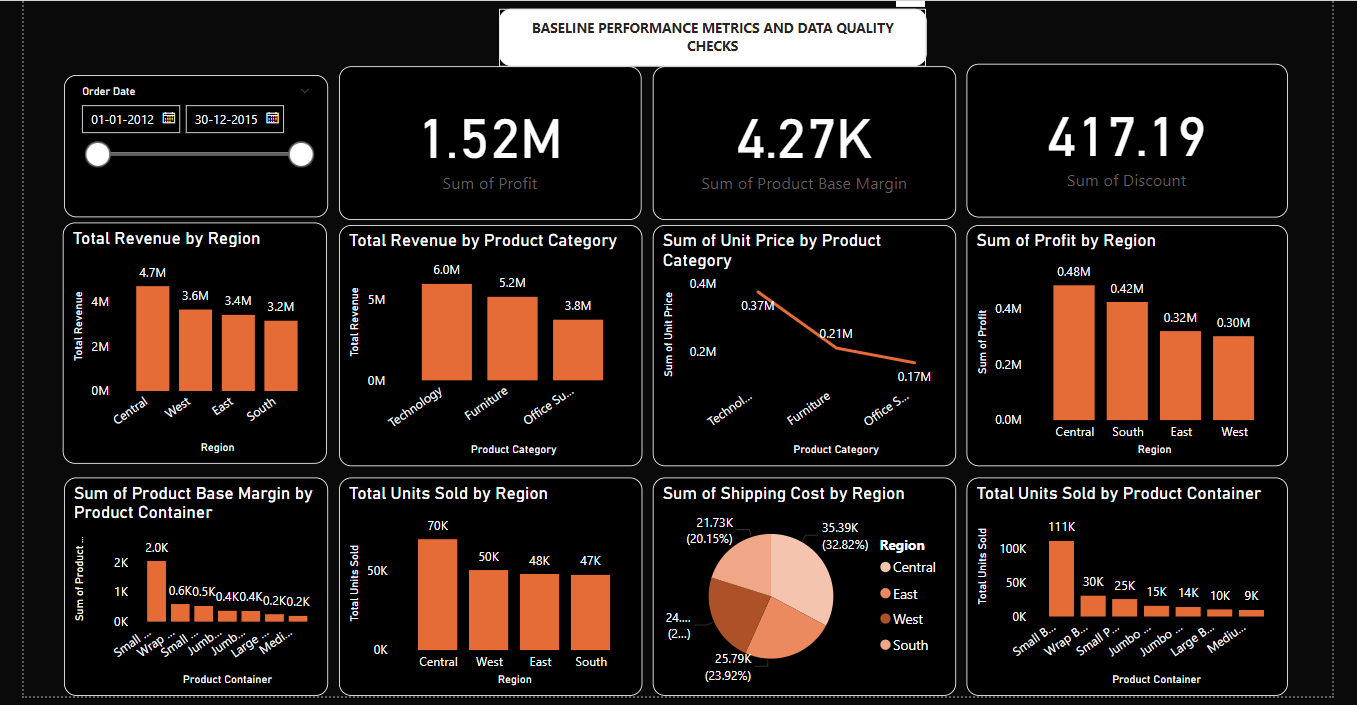 BASELINE PERFORMANCE METRICS AND DATA QUALITY
CHECKS
Order Date
01-01-2012
30-12-2015
1.52M
Sum of Profit
4.27K
Sum of Product Base Margin
417.19
Sum of Discount
Total Revenue by Region
Total Revenue
4M
2M
0M
4.7M
3.6M
3.4M
3.2M
Central
West
East
South
Region
Total Revenue by Product Category
Total Revenue
5M
0M
6.0M
5.2M
3.8M
Technology
Furniture
Office Su...
Product Category
Sum of Unit Price by Product
Category
Sum of Unit Price
0.4M
0.2M
0.37M
0.21M
0.17M
Technol...
Furniture
Office S...
Product Category
Sum of Profit by Region
Sum of Profit
0.4M
0.2M
0.0M
0.48M
0.42M
0.32M
0.30M
Central
South
East
West
Region
Sum of Product Base Margin by
Product Container
Sum of Product ...
2K
1K
0K
2.0K
0.6K
0.5K
0.4K
0.4K
0.2K
0.2K
Small ...
Wrap ...
Small ...
Jumb...
Jumb...
Large ...
Medi...
Product Container
Total Units Sold by Region
Total Units Sold
50K
0K
70K
50K
48K
47K
Central
West
East
South
Region
Sum of Shipping Cost by Region
21.73K
(20.15%)
35.39K
(32.82%)
24....
(2...)
25.79K
(23.92%)
Region
Central
East
West
South
Total Units Sold by Product Container
Total Units Sold
100K
50K
0K
111K
30K
25K
15K
14K
10K
9K
Small B...
Wrap B...
Small P...
Jumbo ...
Jumbo ...
Large B...
Mediu...
Product Container